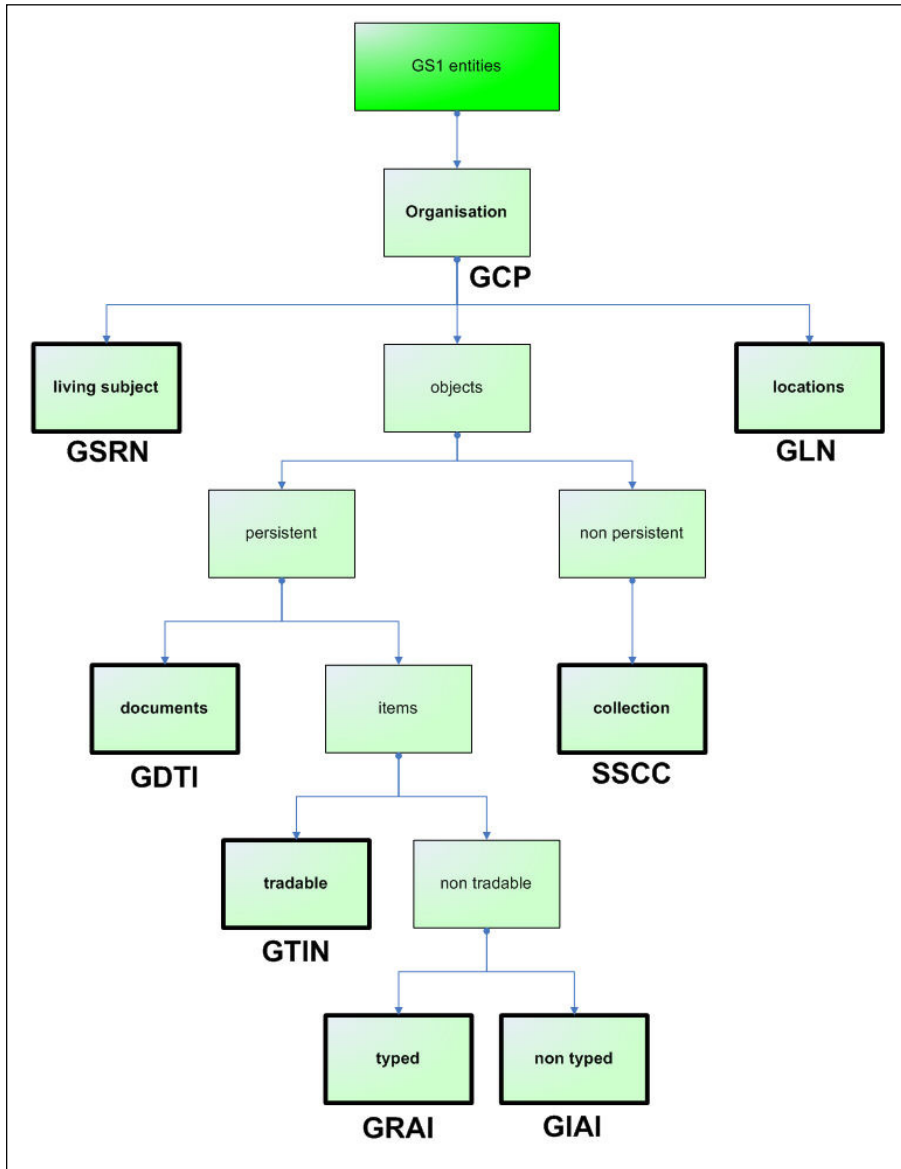 GS1 entities
Organisation
GCP
living subject
objects
locations
GSRN
GLN
persistent
non persistent
documents
items
collection
GDTI
SSCC
tradable
non tradable
GTIN
typed
non typed
GRAI
GIAI